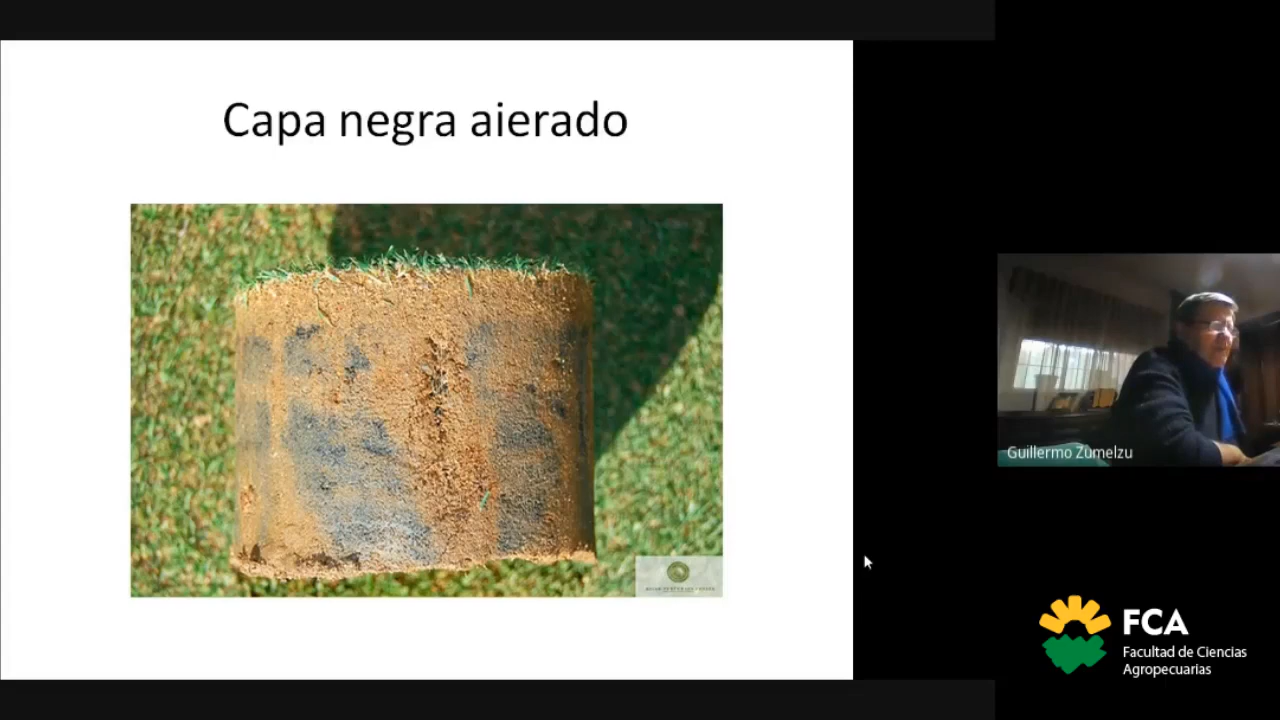 Capa negra aierado
Guillermo Zumelzu
FCA
Facultad de Ciencias
Agropecuarias